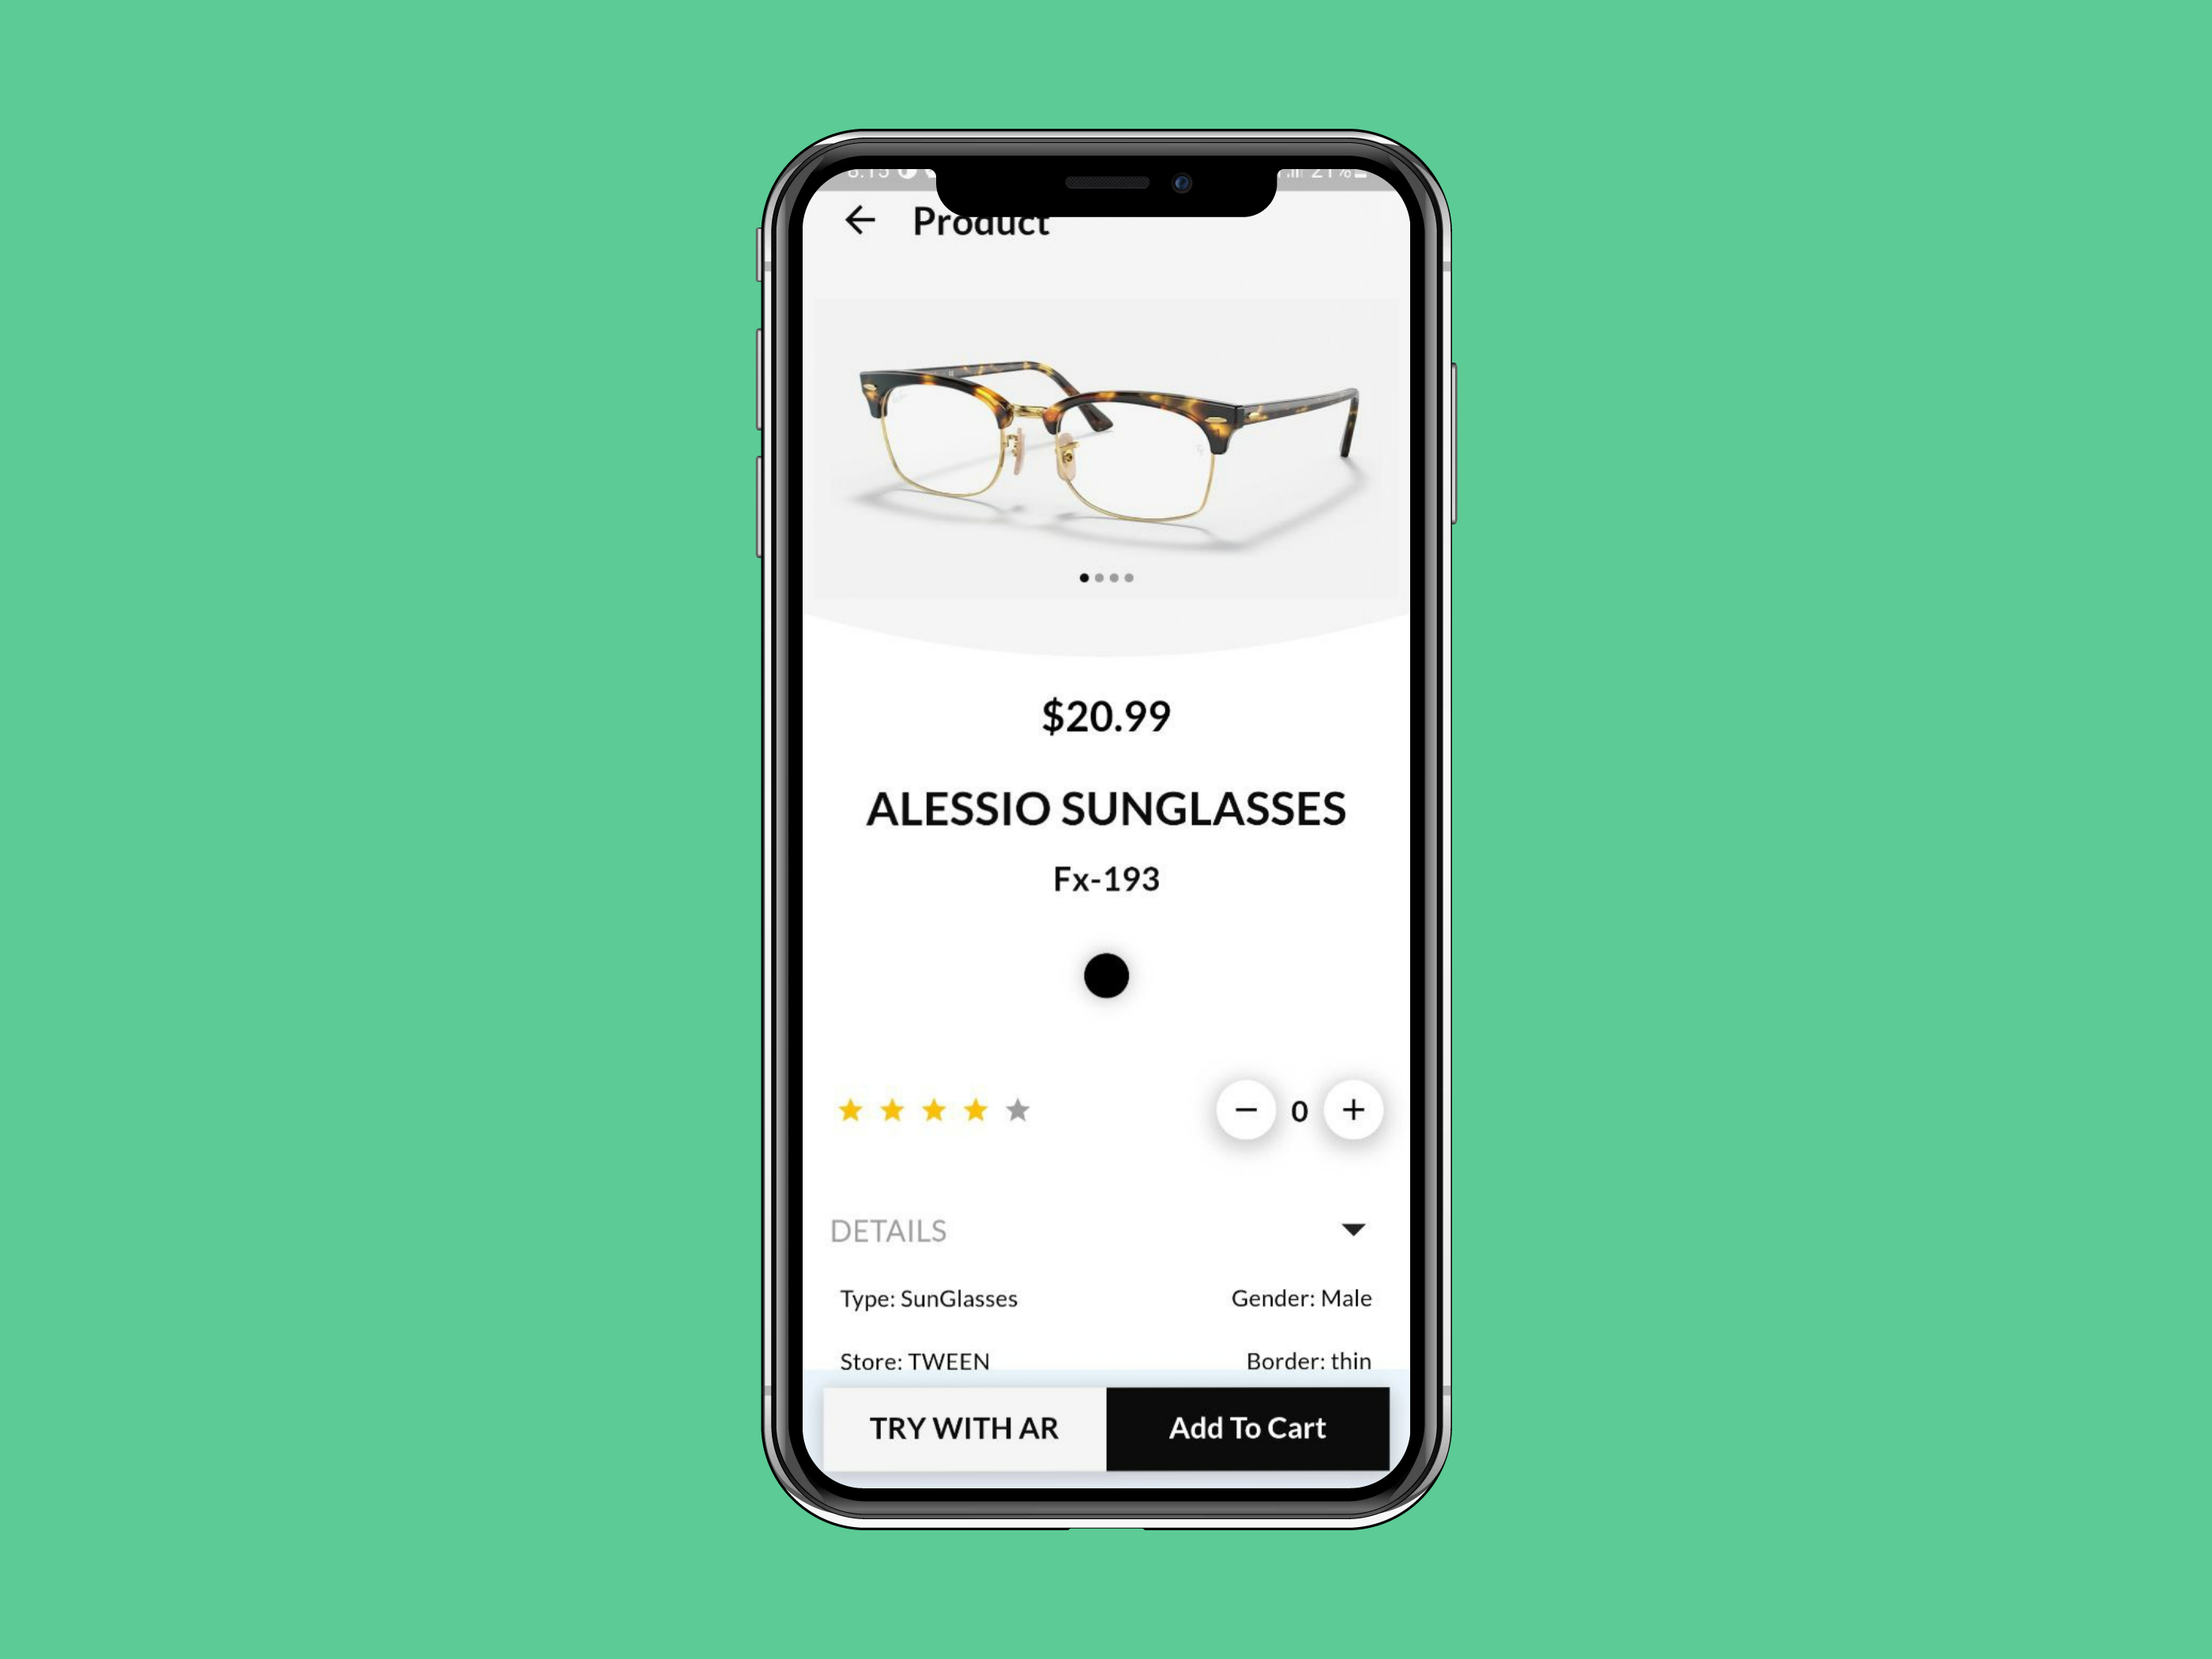 Product
$20.99
ALESSIO SUNGLASSES
Fx-193
0
DETAILS
Type: SunGlasses
Gender: Male
Store: TWEEN
Border: thin
TRY WITH AR
Add To Cart